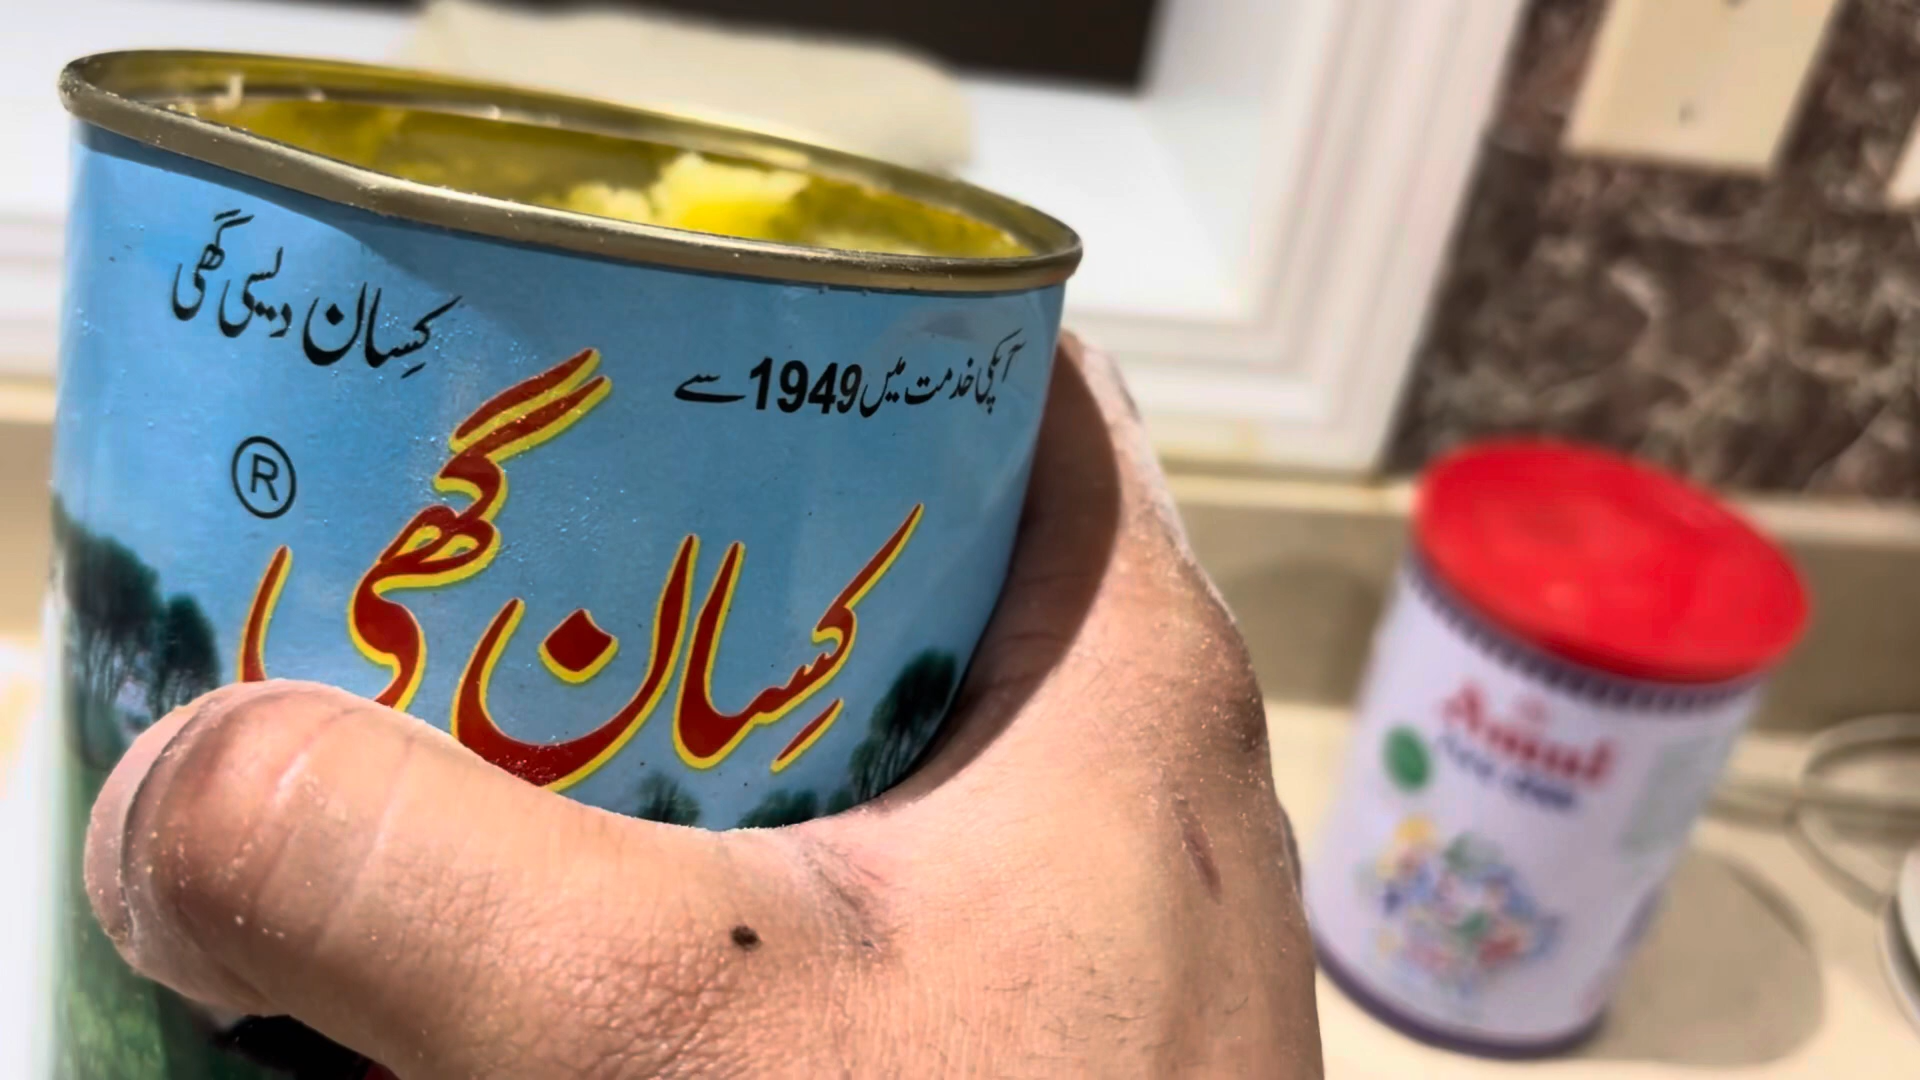 کِسان دیسی گھی
آپکی خدمت میں 1949 سے
®
کِسان گھی
Amul